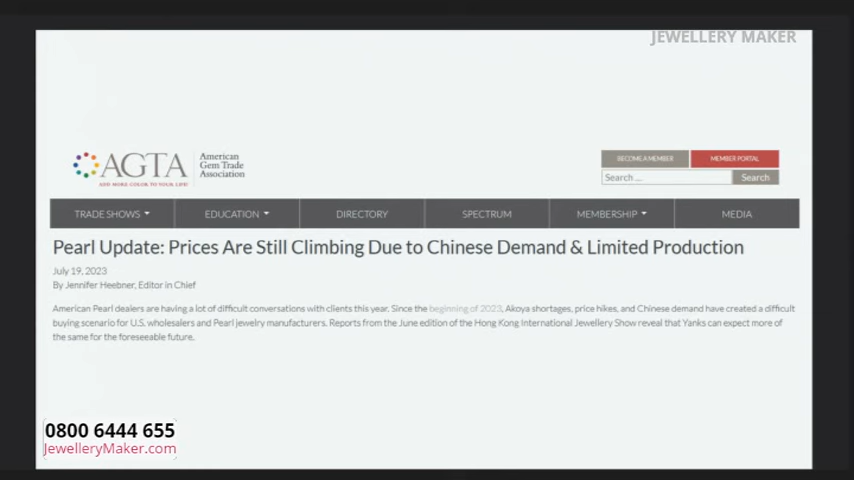 JEWELLERY MAKER
AGTA
American
Gem Trade
Association
ADD MORE COLOR TO YOUR LIFE!
BECOME A MEMBER
MEMBER PORTAL
Search ...
Search
TRADE SHOWS
EDUCATION
DIRECTORY
SPECTRUM
MEMBERSHIP
MEDIA
Pearl Update: Prices Are Still Climbing Due to Chinese Demand & Limited Production
July 19, 2023
By Jennifer Heebner, Editor in Chief
American Pearl dealers are having a lot of difficult conversations with clients this year. Since the beginning of 2023, Akoya shortages, price hikes, and Chinese demand have created a difficult
buying scenario for U.S. wholesalers and Pearl jewelry manufacturers. Reports from the June edition of the Hong Kong International Jewellery Show reveal that Yanks can expect more of
the same for the foreseeable future.
0800 6444 655
JewelleryMaker.com